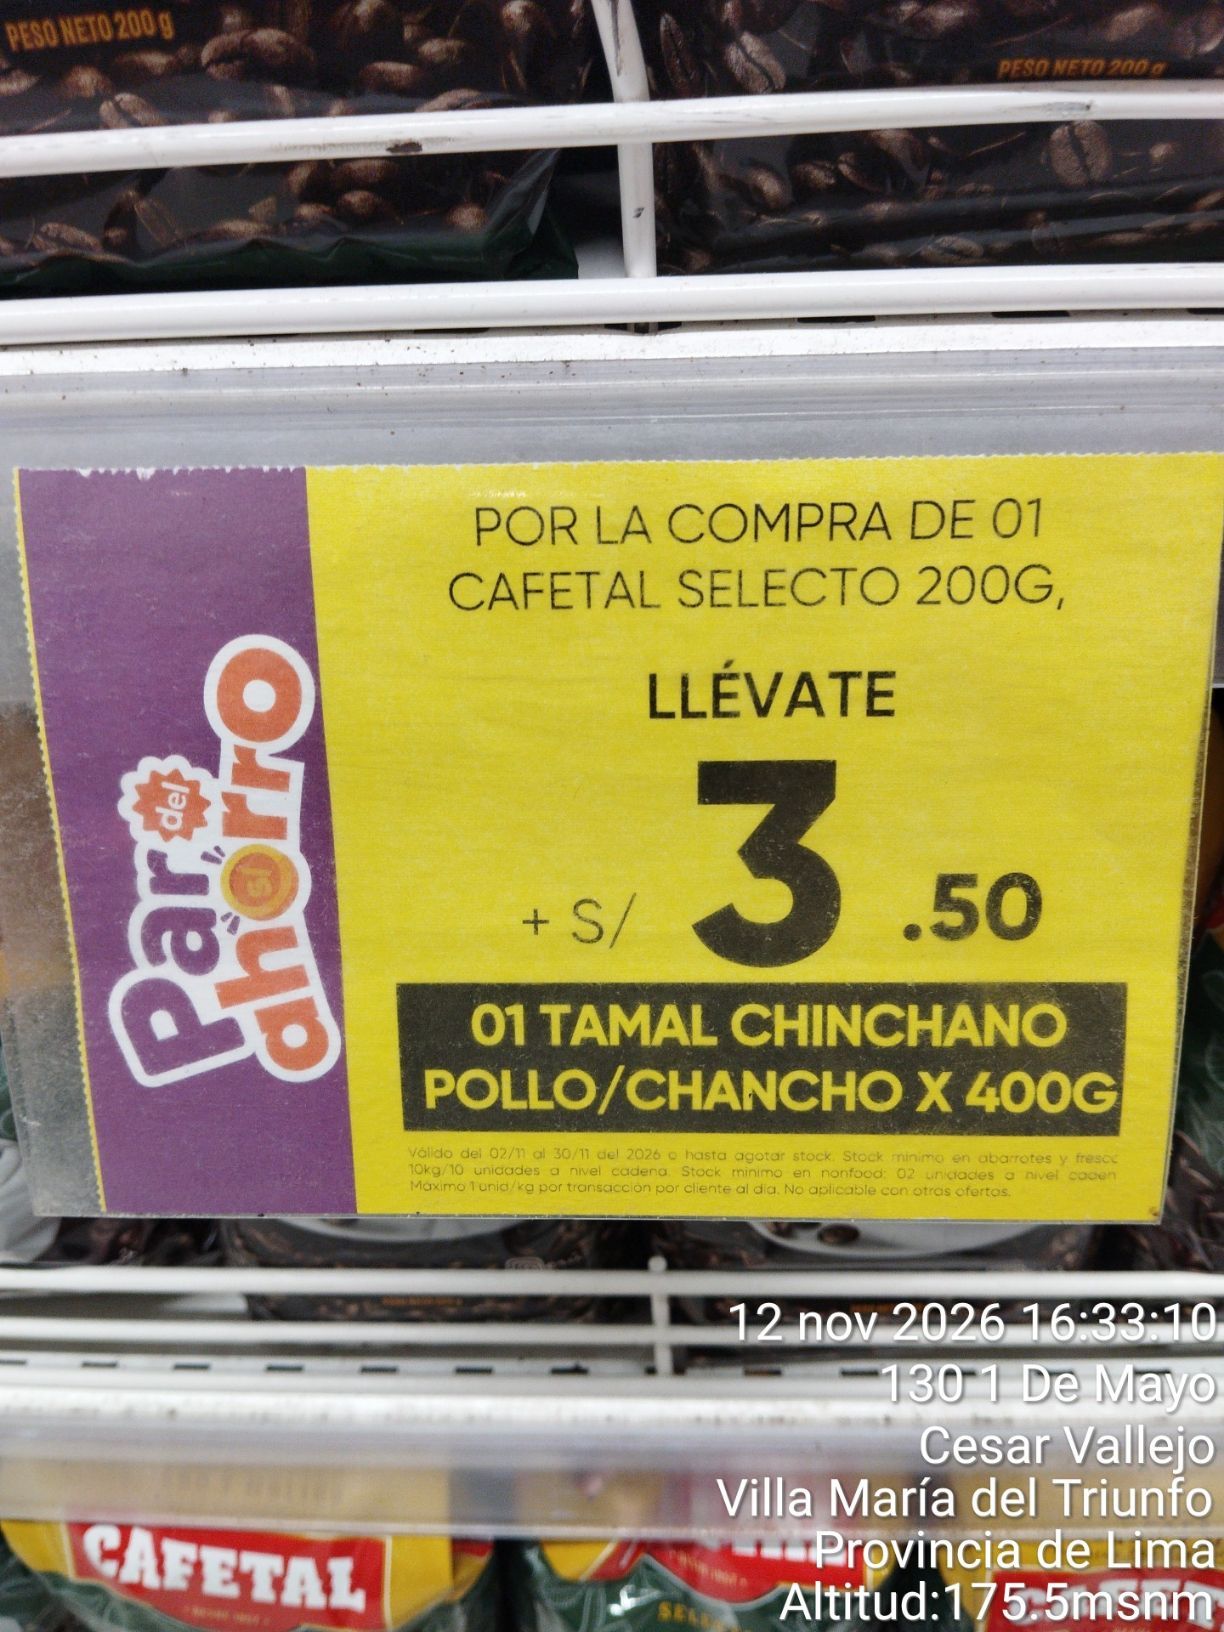 PESO NETO 200 g
PESO NETO 200 g
Par del ahorro
S/
POR LA COMPRA DE 01
CAFETAL SELECTO 200G,
LLÉVATE
+ S/ 3.50
01 TAMAL CHINCHANO
POLLO/CHANCHO X 400G
Válido del 02/11 al 30/11 del 2026 o hasta agotar stock. Stock mínimo en abarrotes y fresc
10kg/10 unidades a nivel cadena. Stock mínimo en nonfood: 02 unidades a nivel caden
Máximo 1 unid/kg por transacción por cliente al día. No aplicable con otras ofertas.
12 nov 2026 16:33:10
130 1 De Mayo
Cesar Vallejo
Villa María del Triunfo
Provincia de Lima
Altitud:175.5msnm
CAFETAL